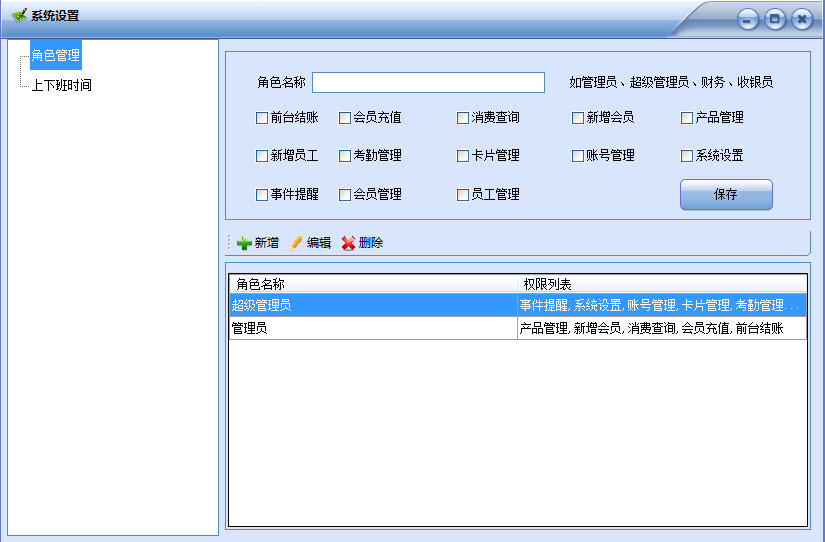 系统设置
角色管理
上下班时间
角色名称 如管理员、超级管理员、财务、收银员
前台结账 会员充值 消费查询 新增会员 产品管理
新增员工 考勤管理 卡片管理 账号管理 系统设置
事件提醒 会员管理 员工管理 保存
新增 编辑 删除
角色名称 权限列表
超级管理员 事件提醒, 系统设置, 账号管理, 卡片管理, 考勤管理...
管理员 产品管理, 新增会员, 消费查询, 会员充值, 前台结账